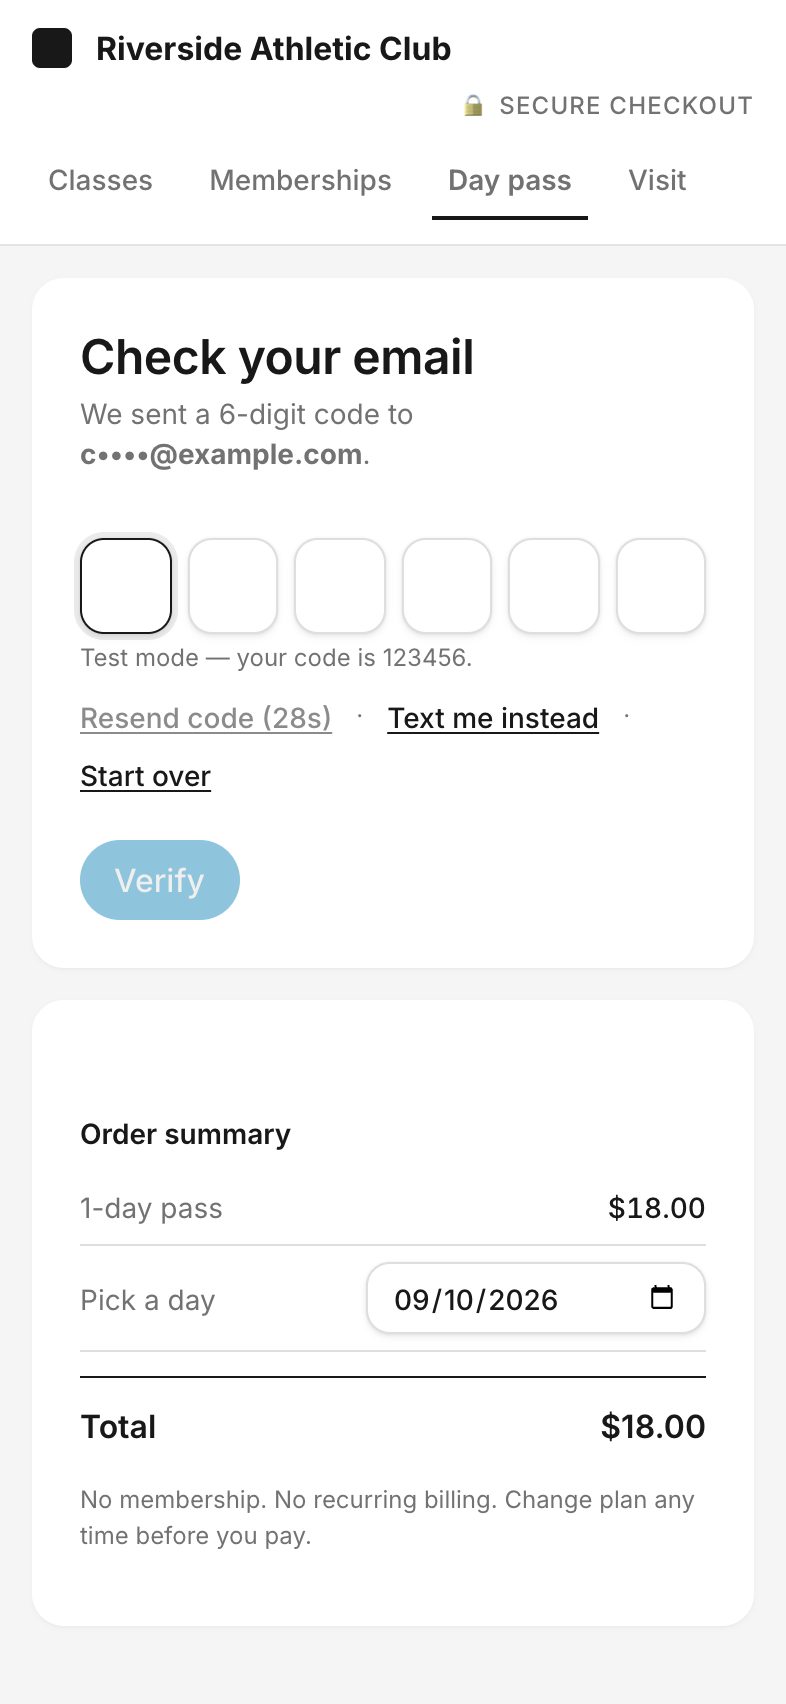 Riverside Athletic Club
🔒 SECURE CHECKOUT
Classes Memberships Day pass Visit
Check your email
We sent a 6-digit code to
c••••@example.com.
Test mode — your code is 123456.
Resend code (28s) · Text me instead ·
Start over
Verify
Order summary
1-day pass $18.00
Pick a day 09/10/2026
Total $18.00
No membership. No recurring billing. Change plan any
time before you pay.